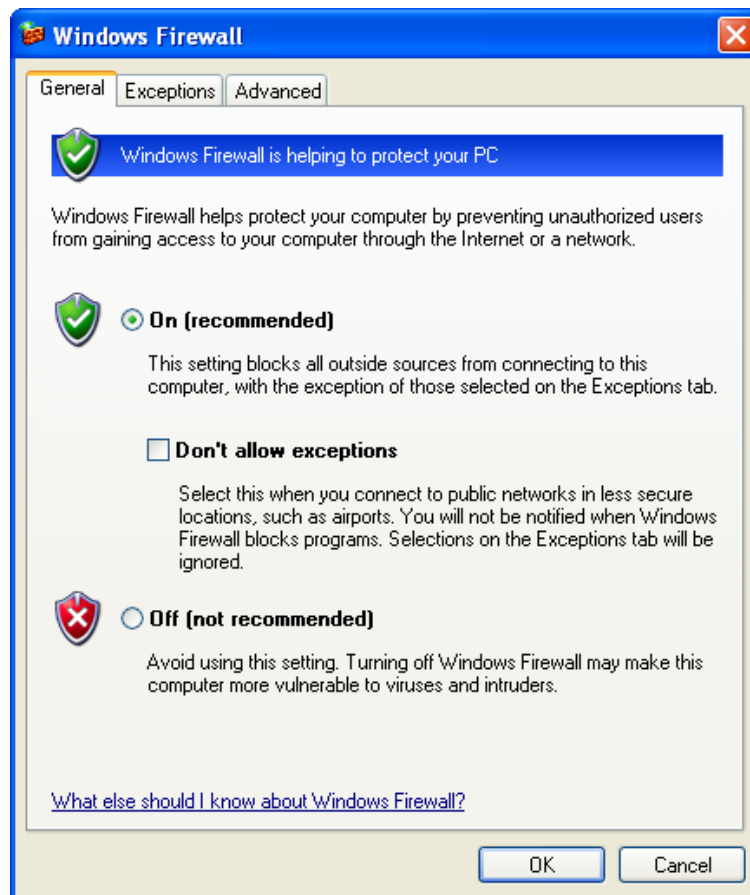 Windows Firewall
General
Exceptions
Advanced
Windows Firewall is helping to protect your PC
Windows Firewall helps protect your computer by preventing unauthorized users
from gaining access to your computer through the Internet or a network.
On (recommended)
This setting blocks all outside sources from connecting to this
computer, with the exception of those selected on the Exceptions tab.
Don't allow exceptions
Select this when you connect to public networks in less secure
locations, such as airports. You will not be notified when Windows
Firewall blocks programs. Selections on the Exceptions tab will be
ignored.
Off (not recommended)
Avoid using this setting. Turning off Windows Firewall may make this
computer more vulnerable to viruses and intruders.
What else should I know about Windows Firewall?
OK
Cancel